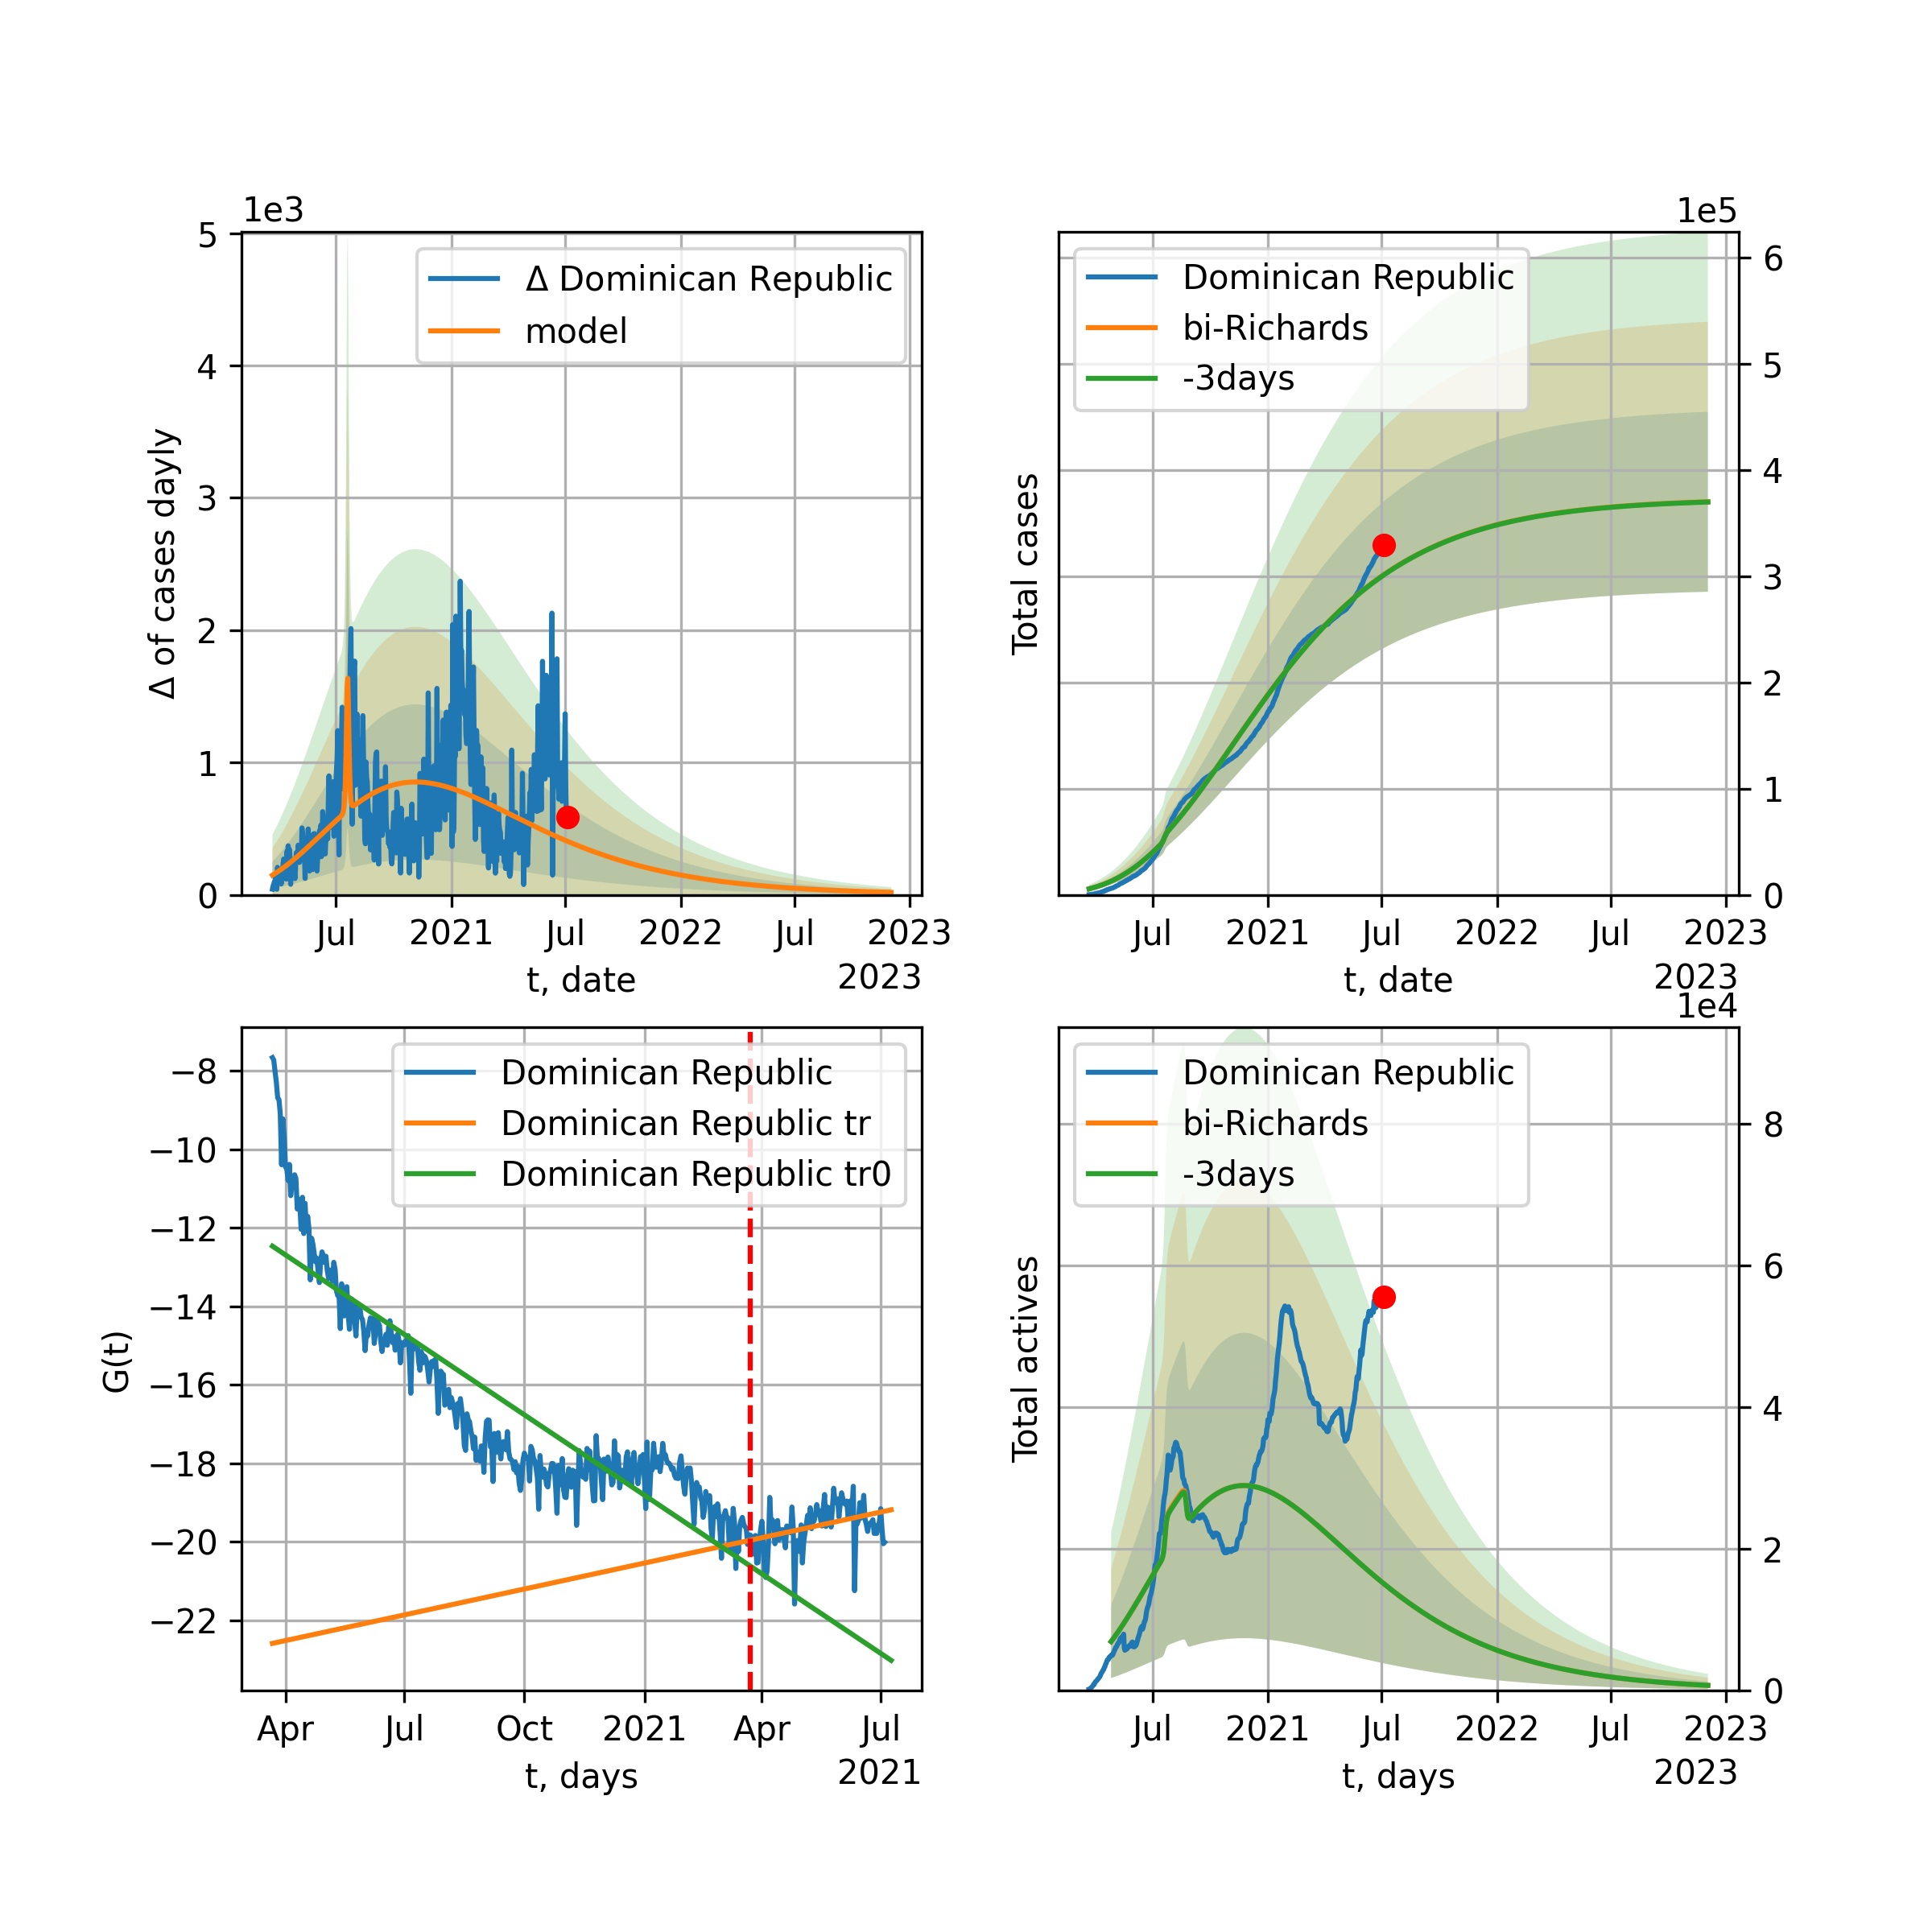 1e3
5
4
3
2
1
0
Δ of cases dayly
Δ Dominican Republic
model
Jul 2021 Jul 2022 Jul 2023
t, date
2023
1e5
6
5
4
3
2
1
0
Total cases
Dominican Republic
bi-Richards
-3days
Jul 2021 Jul 2022 Jul 2023
t, date
2023
−8
−10
−12
−14
−16
−18
−20
−22
G(t)
Dominican Republic
Dominican Republic tr
Dominican Republic tr0
Apr Jul Oct 2021 Apr Jul
t, days
2021
1e4
8
6
4
2
0
Total actives
Dominican Republic
bi-Richards
-3days
Jul 2021 Jul 2022 Jul 2023
t, days
2023